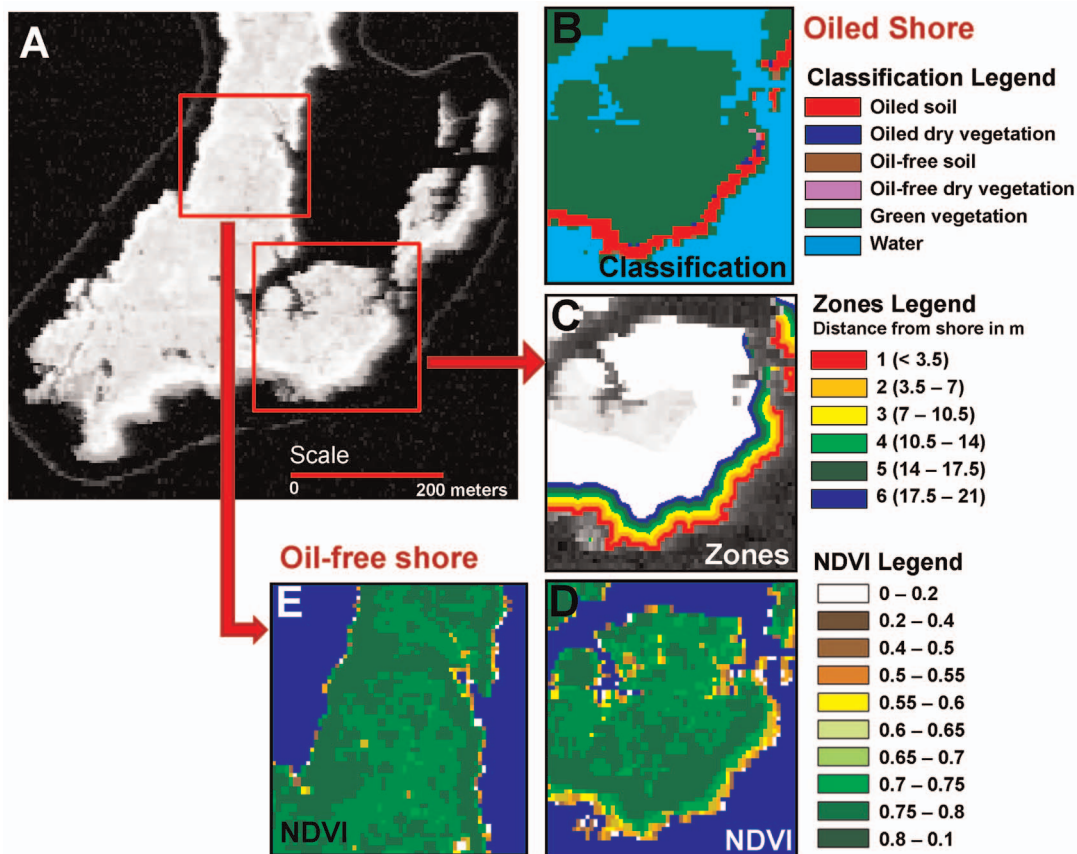 A
Scale
0 200 meters
B
Classification
Oiled Shore
Classification Legend
Oiled soil
Oiled dry vegetation
Oil-free soil
Oil-free dry vegetation
Green vegetation
Water
C
Zones
Zones Legend
Distance from shore in m
1 (< 3.5)
2 (3.5 – 7)
3 (7 – 10.5)
4 (10.5 – 14)
5 (14 – 17.5)
6 (17.5 – 21)
Oil-free shore
E
NDVI
D
NDVI
NDVI Legend
0 – 0.2
0.2 – 0.4
0.4 – 0.5
0.5 – 0.55
0.55 – 0.6
0.6 – 0.65
0.65 – 0.7
0.7 – 0.75
0.75 – 0.8
0.8 – 0.1